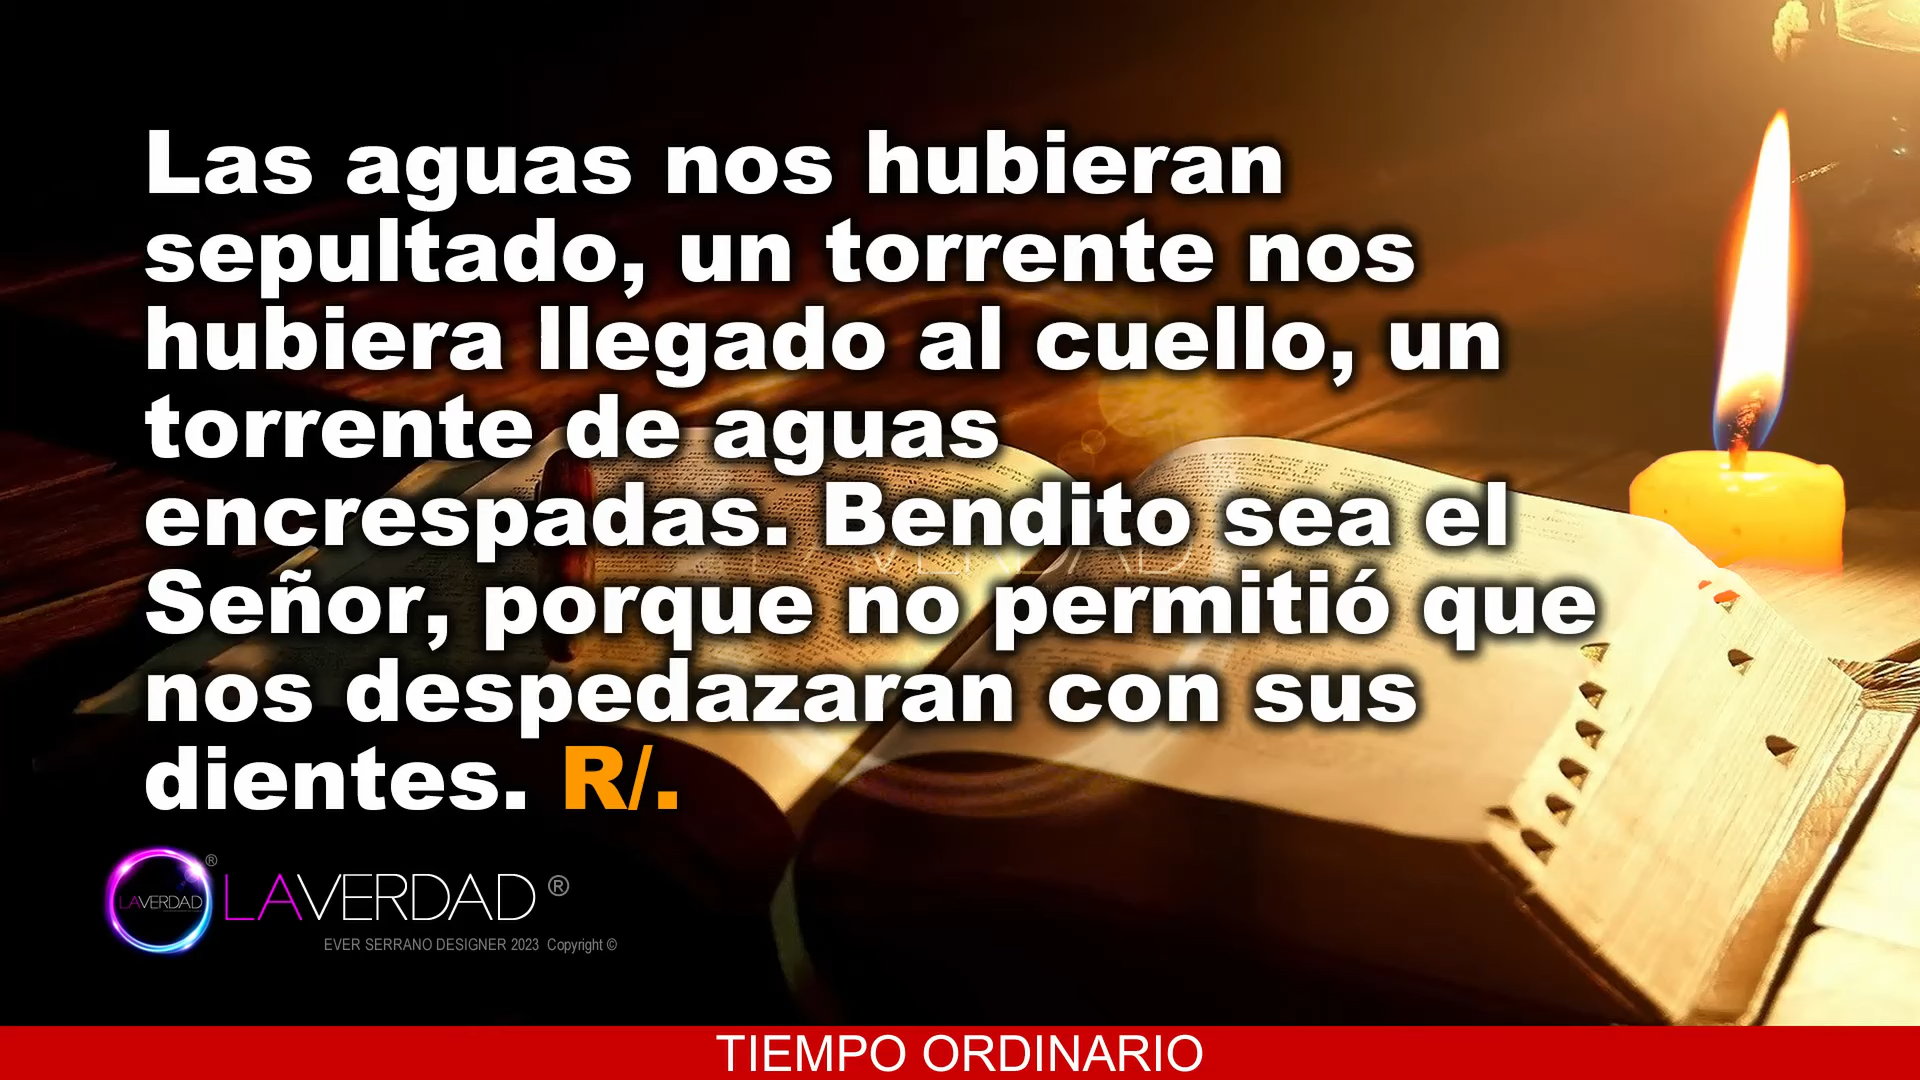 Las aguas nos hubieran
sepultado, un torrente nos
hubiera llegado al cuello, un
torrente de aguas
encrespadas. Bendito sea el
Señor, porque no permitió que
nos despedazaran con sus
dientes. R/.
LAVERDAD
®
LAVERDAD ®
EVER SERRANO DESIGNER 2023 Copyright ©
LAVERDAD
TIEMPO ORDINARIO